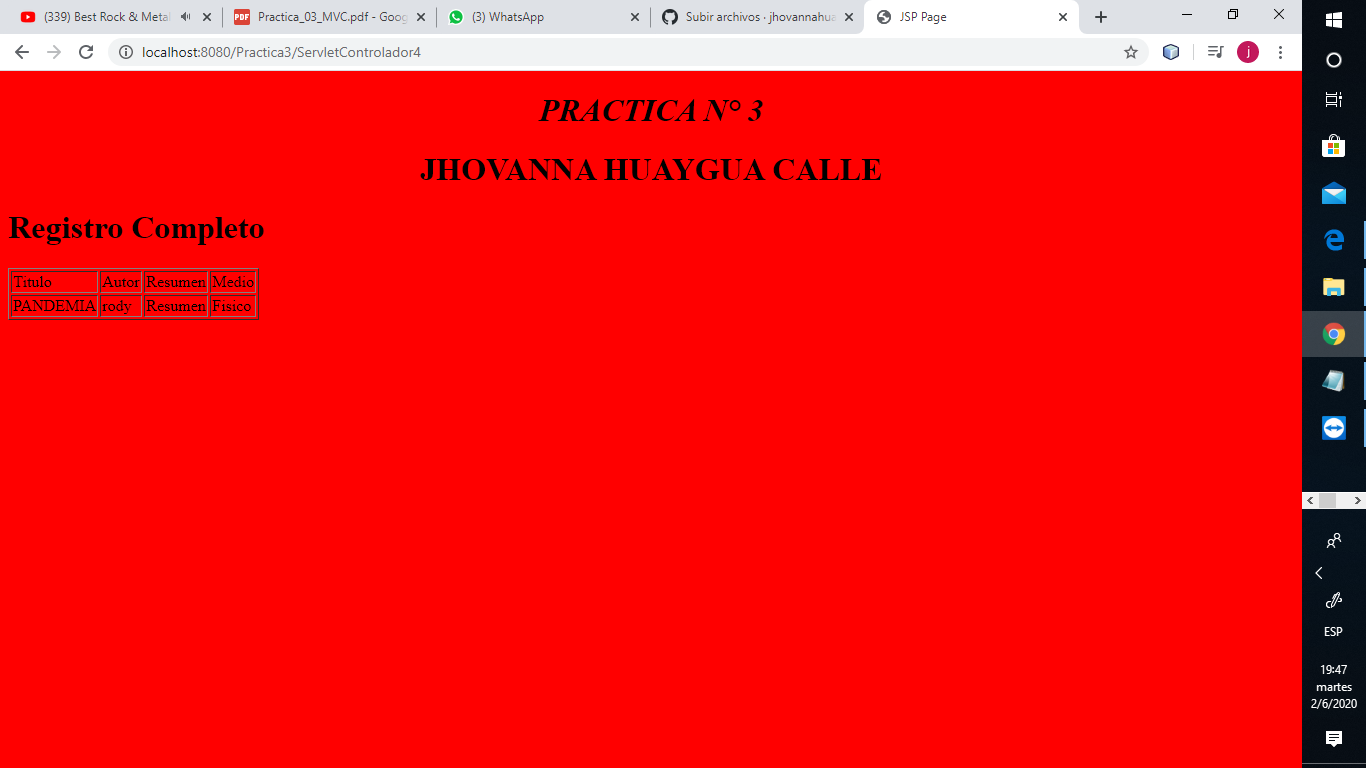 (339) Best Rock & Metal
Practica_03_MVC.pdf - Goog
(3) WhatsApp
Subir archivos · jhovannahua
JSP Page
localhost:8080/Practica3/ServletControlador4
j
PRACTICA N° 3
JHOVANNA HUAYGUA CALLE
Registro Completo
Titulo Autor Resumen Medio
PANDEMIA rody Resumen Fisico
ESP
19:47
martes
2/6/2020